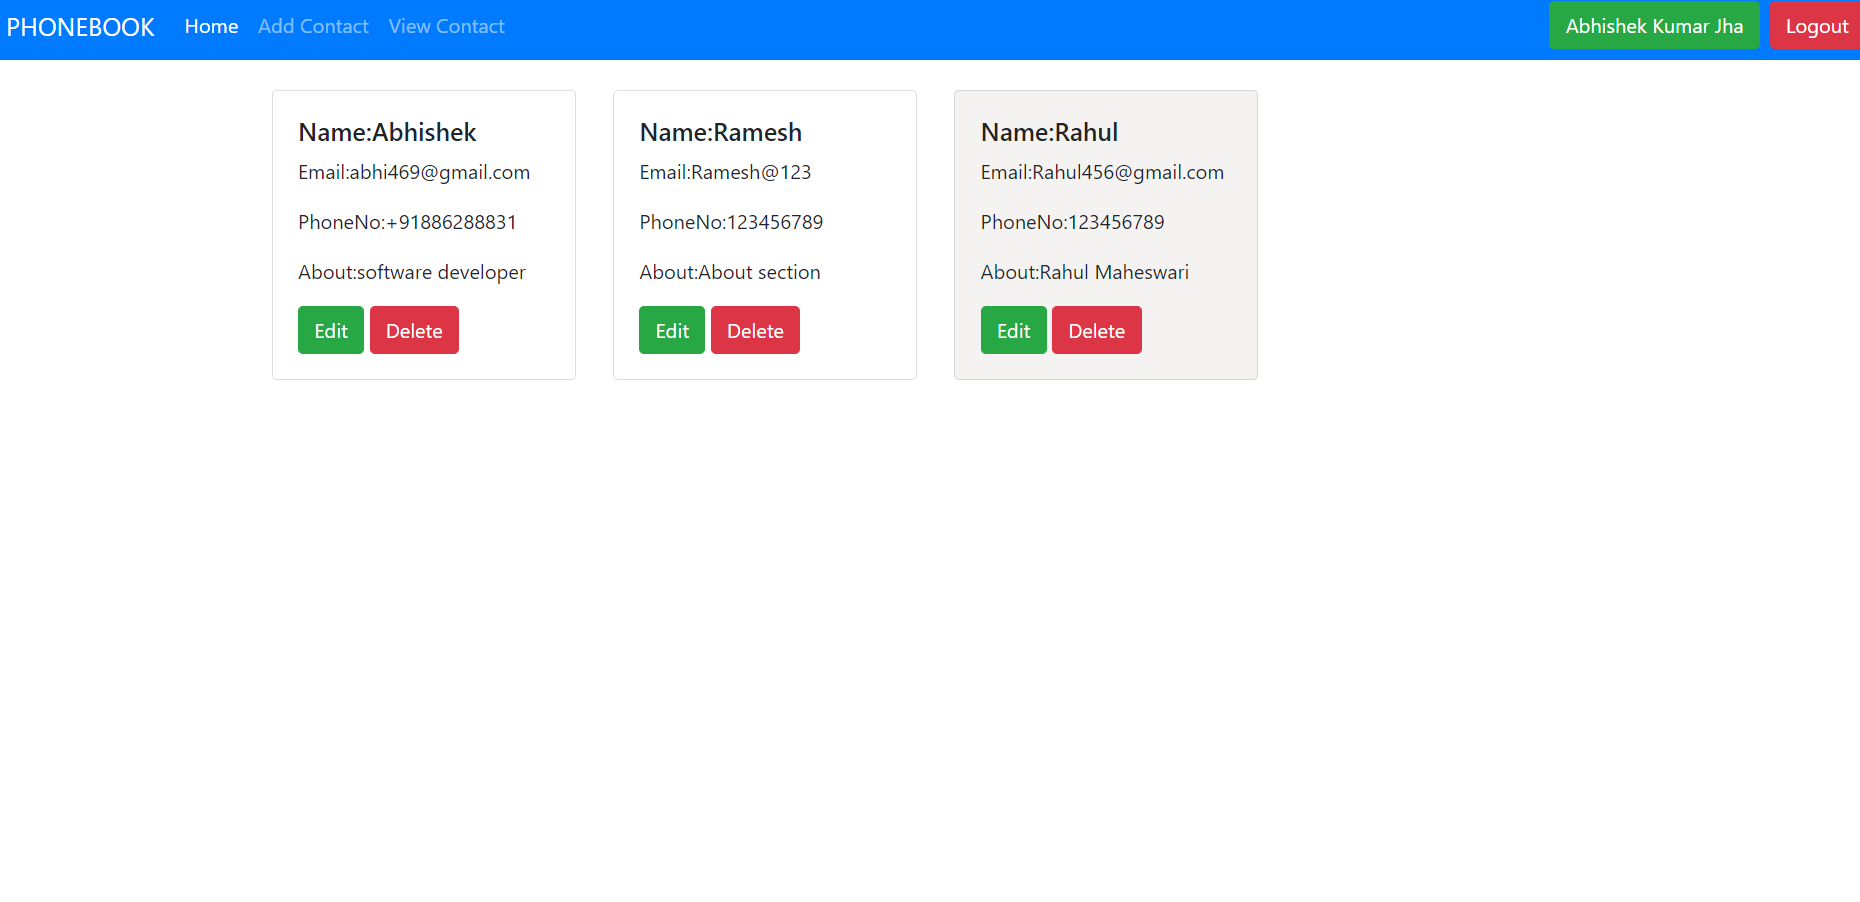 PHONEBOOK Home Add Contact View Contact Abhishek Kumar Jha Logout
Name:Abhishek
Email:abhi469@gmail.com
PhoneNo:+91886288831
About:software developer
Edit Delete
Name:Ramesh
Email:Ramesh@123
PhoneNo:123456789
About:About section
Edit Delete
Name:Rahul
Email:Rahul456@gmail.com
PhoneNo:123456789
About:Rahul Maheswari
Edit Delete